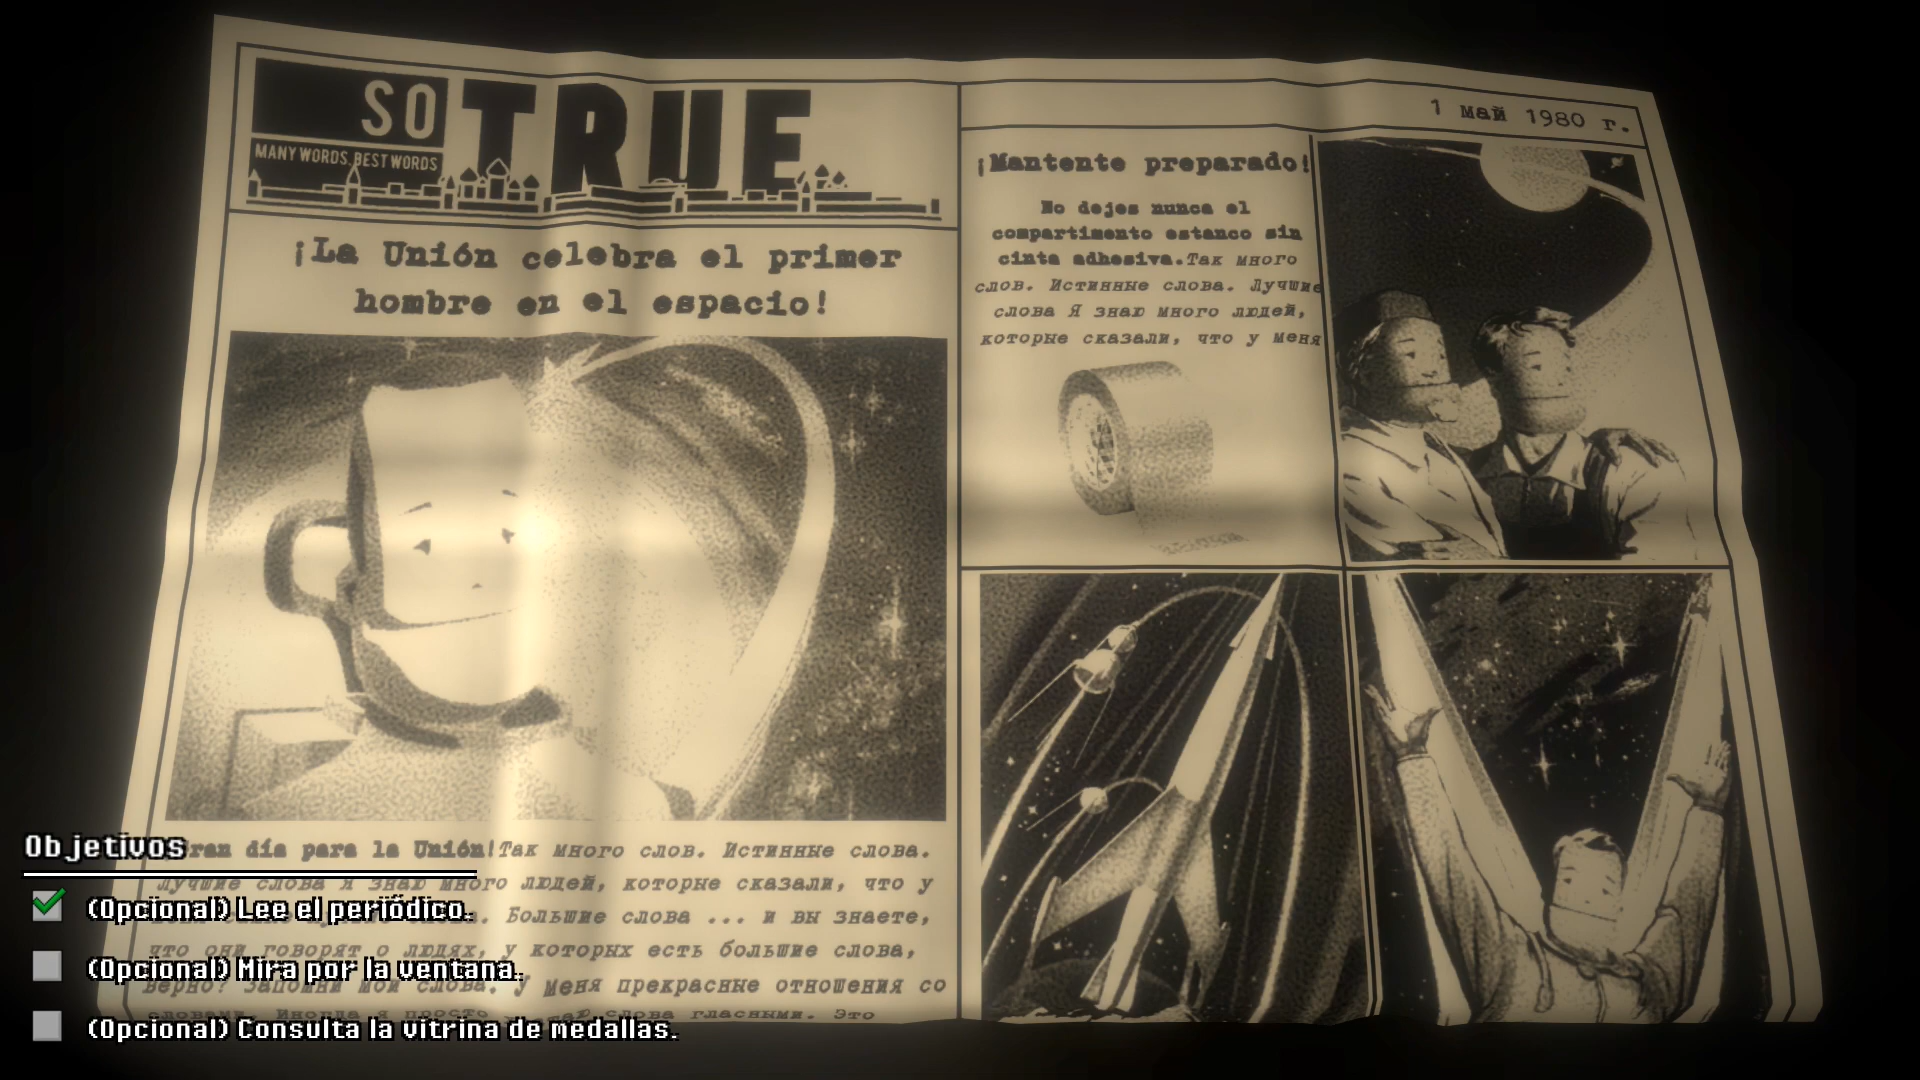 SO TRUE
MANY WORDS, BEST WORDS
1 май 1980 г.
¡La Unión celebra el primer
hombre en el espacio!
¡Mantente preparado!
No dejes nunca el
compartimento estanco sin
cinta adhesiva. Так много
слов. Истинные слова. Лучшие
слова Я знаю много людей,
которые сказали, что у меня
día para la Unión! Так много слов. Истинные слова.
Лучшие слова Я знаю много людей, которые сказали, что у
Большие слова ... и вы знаете,
что они говорят о людях, у которых есть большие слова,
верно? Запомни мои слова. У меня прекрасные отношения со
словами. Иногда я просто слова гласными. Это
Objetivos
(Opcional) Lee el periódico.
(Opcional) Mira por la ventana.
(Opcional) Consulta la vitrina de medallas.